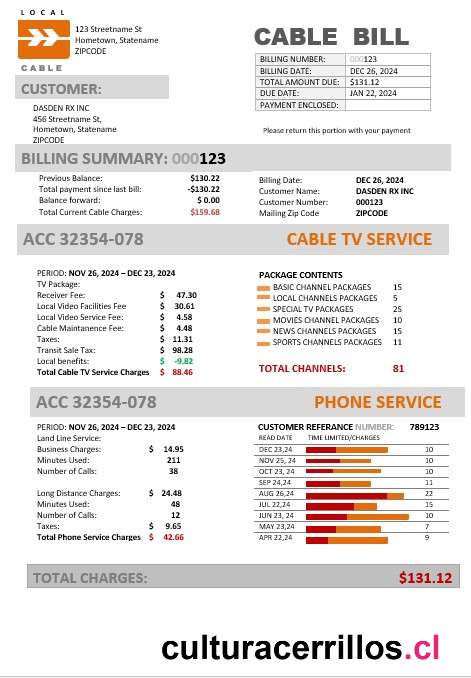 LOCAL
CABLE
123 Streetname St
Hometown, Statename
ZIPCODE
CABLE BILL
BILLING NUMBER: 000123
BILLING DATE: DEC 26, 2024
TOTAL AMOUNT DUE: $131.12
DUE DATE: JAN 22, 2024
PAYMENT ENCLOSED:
CUSTOMER:
DASDEN RX INC
456 Streetname St,
Hometown, Statename
ZIPCODE
Please return this portion with your payment
BILLING SUMMARY: 000123
Previous Balance: $130.22
Total payment since last bill: -$130.22
Balance forward: $ 0.00
Total Current Cable Charges: $159.68
Billing Date: DEC 26, 2024
Customer Name: DASDEN RX INC
Customer Number: 000123
Mailing Zip Code ZIPCODE
ACC 32354-078 CABLE TV SERVICE
PERIOD: NOV 26, 2024 – DEC 23, 2024
TV Package:
Receiver Fee: $ 47.30
Local Video Facilities Fee $ 30.61
Local Video Service Fee: $ 4.58
Cable Maintanence Fee: $ 4.48
Taxes: $ 11.31
Transit Sale Tax: $ 98.28
Local benefits: $ -9.82
Total Cable TV Service Charges $ 88.46
PACKAGE CONTENTS
BASIC CHANNELS PACKAGES 15
LOCAL CHANNELS PACKAGES 5
SPECIAL TV PACKAGES 25
MOVIES CHANNEL PACKAGES 10
NEWS CHANNELS PACKAGES 15
SPORTS CHANNELS PACKAGES 11
TOTAL CHANNELS: 81
ACC 32354-078 PHONE SERVICE
PERIOD: NOV 26, 2024 – DEC 23, 2024
Land Line Service:
Business Charges: $ 14.95
Minutes Used: 211
Number of Calls: 38
Long Distance Charges: $ 24.48
Minutes Used: 48
Number of Calls: 12
Taxes: $ 9.65
Total Phone Service Charges $ 42.66
CUSTOMER REFERANCE NUMBER: 789123
READ DATE TIME LIMITED/CHARGES
DEC 23,24 10
NOV 25, 24 10
OCT 23, 24 10
SEP 24,24 11
AUG 26,24 22
JUL 22,24 15
JUN 23, 24 10
MAY 23,24 7
APR 22,24 9
TOTAL CHARGES: $131.12
culturacerrillos.cl